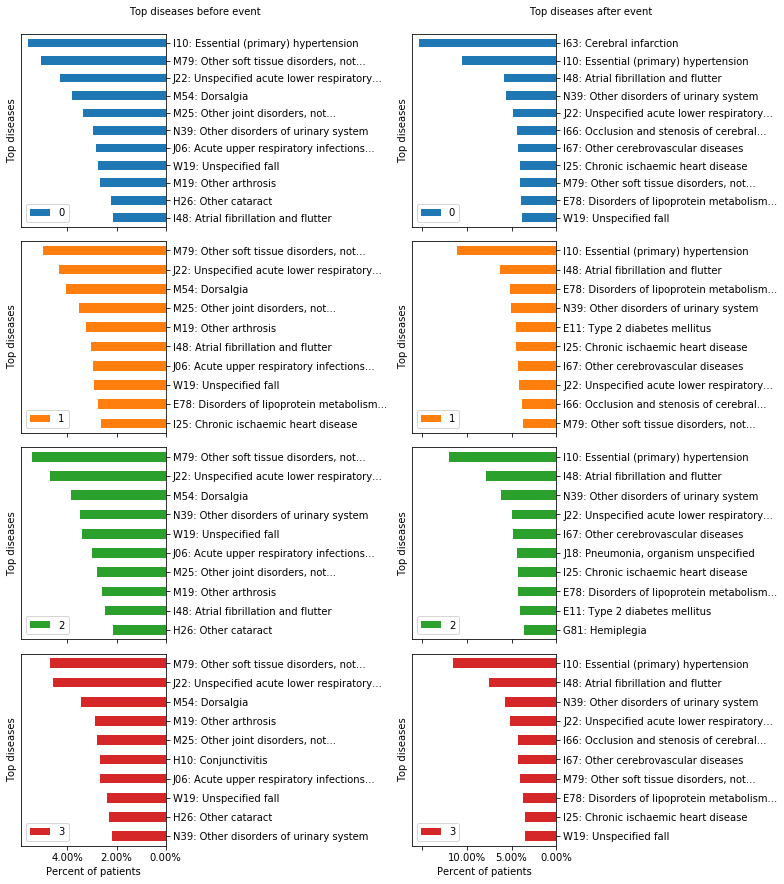 Top diseases before event
Top diseases
I10: Essential (primary) hypertension
M79: Other soft tissue disorders, not...
J22: Unspecified acute lower respiratory...
M54: Dorsalgia
M25: Other joint disorders, not...
N39: Other disorders of urinary system
J06: Acute upper respiratory infections...
W19: Unspecified fall
M19: Other arthrosis
H26: Other cataract
I48: Atrial fibrillation and flutter
0
Top diseases
M79: Other soft tissue disorders, not...
J22: Unspecified acute lower respiratory...
M54: Dorsalgia
M25: Other joint disorders, not...
M19: Other arthrosis
I48: Atrial fibrillation and flutter
J06: Acute upper respiratory infections...
W19: Unspecified fall
E78: Disorders of lipoprotein metabolism...
I25: Chronic ischaemic heart disease
1
Top diseases
M79: Other soft tissue disorders, not...
J22: Unspecified acute lower respiratory...
M54: Dorsalgia
N39: Other disorders of urinary system
W19: Unspecified fall
J06: Acute upper respiratory infections...
M25: Other joint disorders, not...
M19: Other arthrosis
I48: Atrial fibrillation and flutter
H26: Other cataract
2
Top diseases
M79: Other soft tissue disorders, not...
J22: Unspecified acute lower respiratory...
M54: Dorsalgia
M19: Other arthrosis
M25: Other joint disorders, not...
H10: Conjunctivitis
J06: Acute upper respiratory infections...
W19: Unspecified fall
H26: Other cataract
N39: Other disorders of urinary system
3
4.00% 2.00% 0.00%
Percent of patients
Top diseases after event
Top diseases
I63: Cerebral infarction
I10: Essential (primary) hypertension
I48: Atrial fibrillation and flutter
N39: Other disorders of urinary system
J22: Unspecified acute lower respiratory...
I66: Occlusion and stenosis of cerebral...
I67: Other cerebrovascular diseases
I25: Chronic ischaemic heart disease
M79: Other soft tissue disorders, not...
E78: Disorders of lipoprotein metabolism...
W19: Unspecified fall
0
Top diseases
I10: Essential (primary) hypertension
I48: Atrial fibrillation and flutter
E78: Disorders of lipoprotein metabolism...
N39: Other disorders of urinary system
E11: Type 2 diabetes mellitus
I25: Chronic ischaemic heart disease
I67: Other cerebrovascular diseases
J22: Unspecified acute lower respiratory...
I66: Occlusion and stenosis of cerebral...
M79: Other soft tissue disorders, not...
1
Top diseases
I10: Essential (primary) hypertension
I48: Atrial fibrillation and flutter
N39: Other disorders of urinary system
J22: Unspecified acute lower respiratory...
I67: Other cerebrovascular diseases
J18: Pneumonia, organism unspecified
I25: Chronic ischaemic heart disease
E78: Disorders of lipoprotein metabolism...
E11: Type 2 diabetes mellitus
G81: Hemiplegia
2
Top diseases
I10: Essential (primary) hypertension
I48: Atrial fibrillation and flutter
N39: Other disorders of urinary system
J22: Unspecified acute lower respiratory...
I66: Occlusion and stenosis of cerebral...
I67: Other cerebrovascular diseases
M79: Other soft tissue disorders, not...
E78: Disorders of lipoprotein metabolism...
I25: Chronic ischaemic heart disease
W19: Unspecified fall
3
10.00% 5.00% 0.00%
Percent of patients